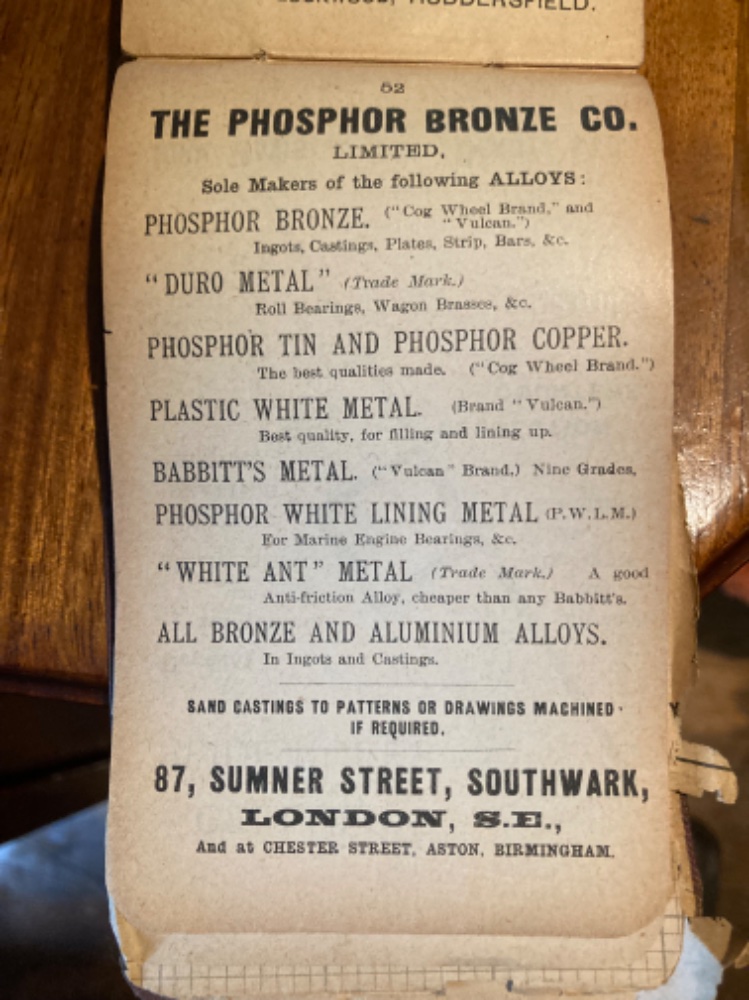 HUDDERSFIELD.
52
THE PHOSPHOR BRONZE CO.
LIMITED,
Sole Makers of the following ALLOYS:
PHOSPHOR BRONZE. ("Cog Wheel Brand," and
"Vulcan.")
Ingots, Castings, Plates, Strip, Bars, &c.
"DURO METAL" (Trade Mark.)
Roll Bearings, Wagon Brasses, &c.
PHOSPHOR TIN AND PHOSPHOR COPPER.
The best qualities made. ("Cog Wheel Brand.")
PLASTIC WHITE METAL. (Brand "Vulcan.")
Best quality, for filling and lining up.
BABBITT'S METAL. ("Vulcan" Brand.) Nine Grades,
PHOSPHOR WHITE LINING METAL (P.W.L.M.)
For Marine Engine Bearings, &c.
"WHITE ANT" METAL (Trade Mark.) A good
Anti-friction Alloy, cheaper than any Babbitt's.
ALL BRONZE AND ALUMINIUM ALLOYS.
In Ingots and Castings.
SAND CASTINGS TO PATTERNS OR DRAWINGS MACHINED
IF REQUIRED.
87, SUMNER STREET, SOUTHWARK,
LONDON, S.E.,
And at CHESTER STREET, ASTON, BIRMINGHAM.